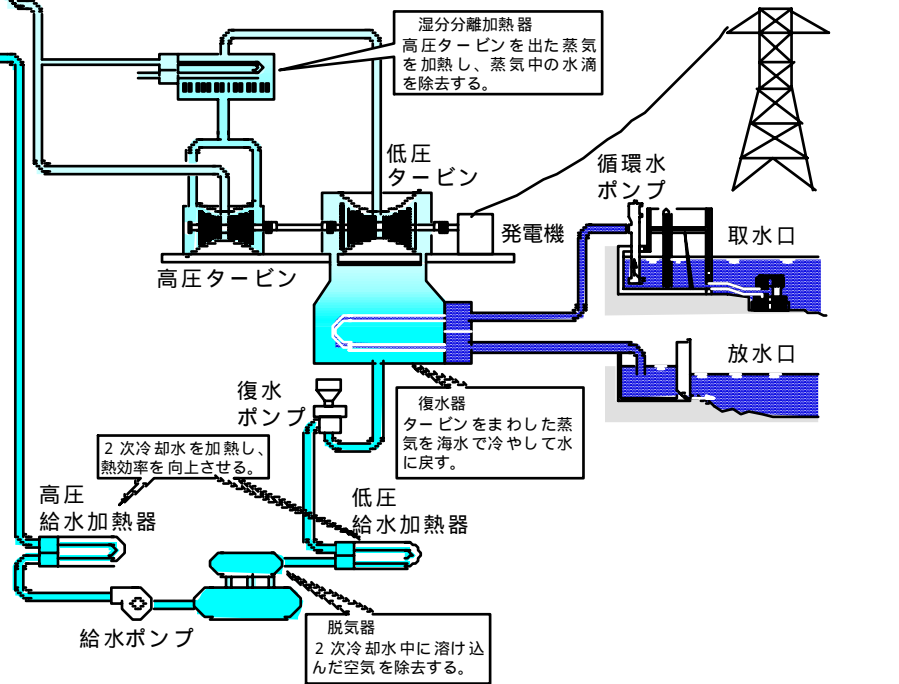 湿分分離加熱器
高圧タービンを出た蒸気
を加熱し、蒸気中の水滴
を除去する。
低圧
タービン
循環水
ポンプ
発電機
取水口
高圧タービン
放水口
復水
ポンプ
復水器
タービンをまわした蒸
気を海水で冷やして水
に戻す。
2次冷却水を加熱し、
熱効率を向上させる。
高圧
給水加熱器
低圧
給水加熱器
給水ポンプ
脱気器
2次冷却水中に溶け込
んだ空気を除去する。